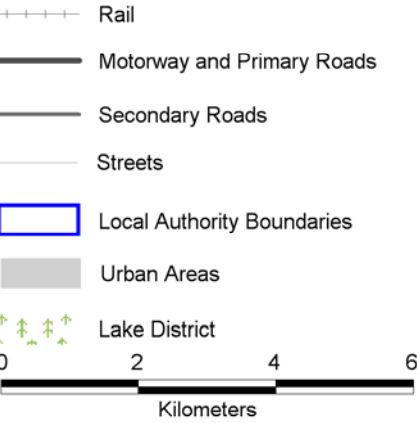 Rail
Motorway and Primary Roads
Secondary Roads
Streets
Local Authority Boundaries
Urban Areas
Lake District
0 2 4 6
Kilometers